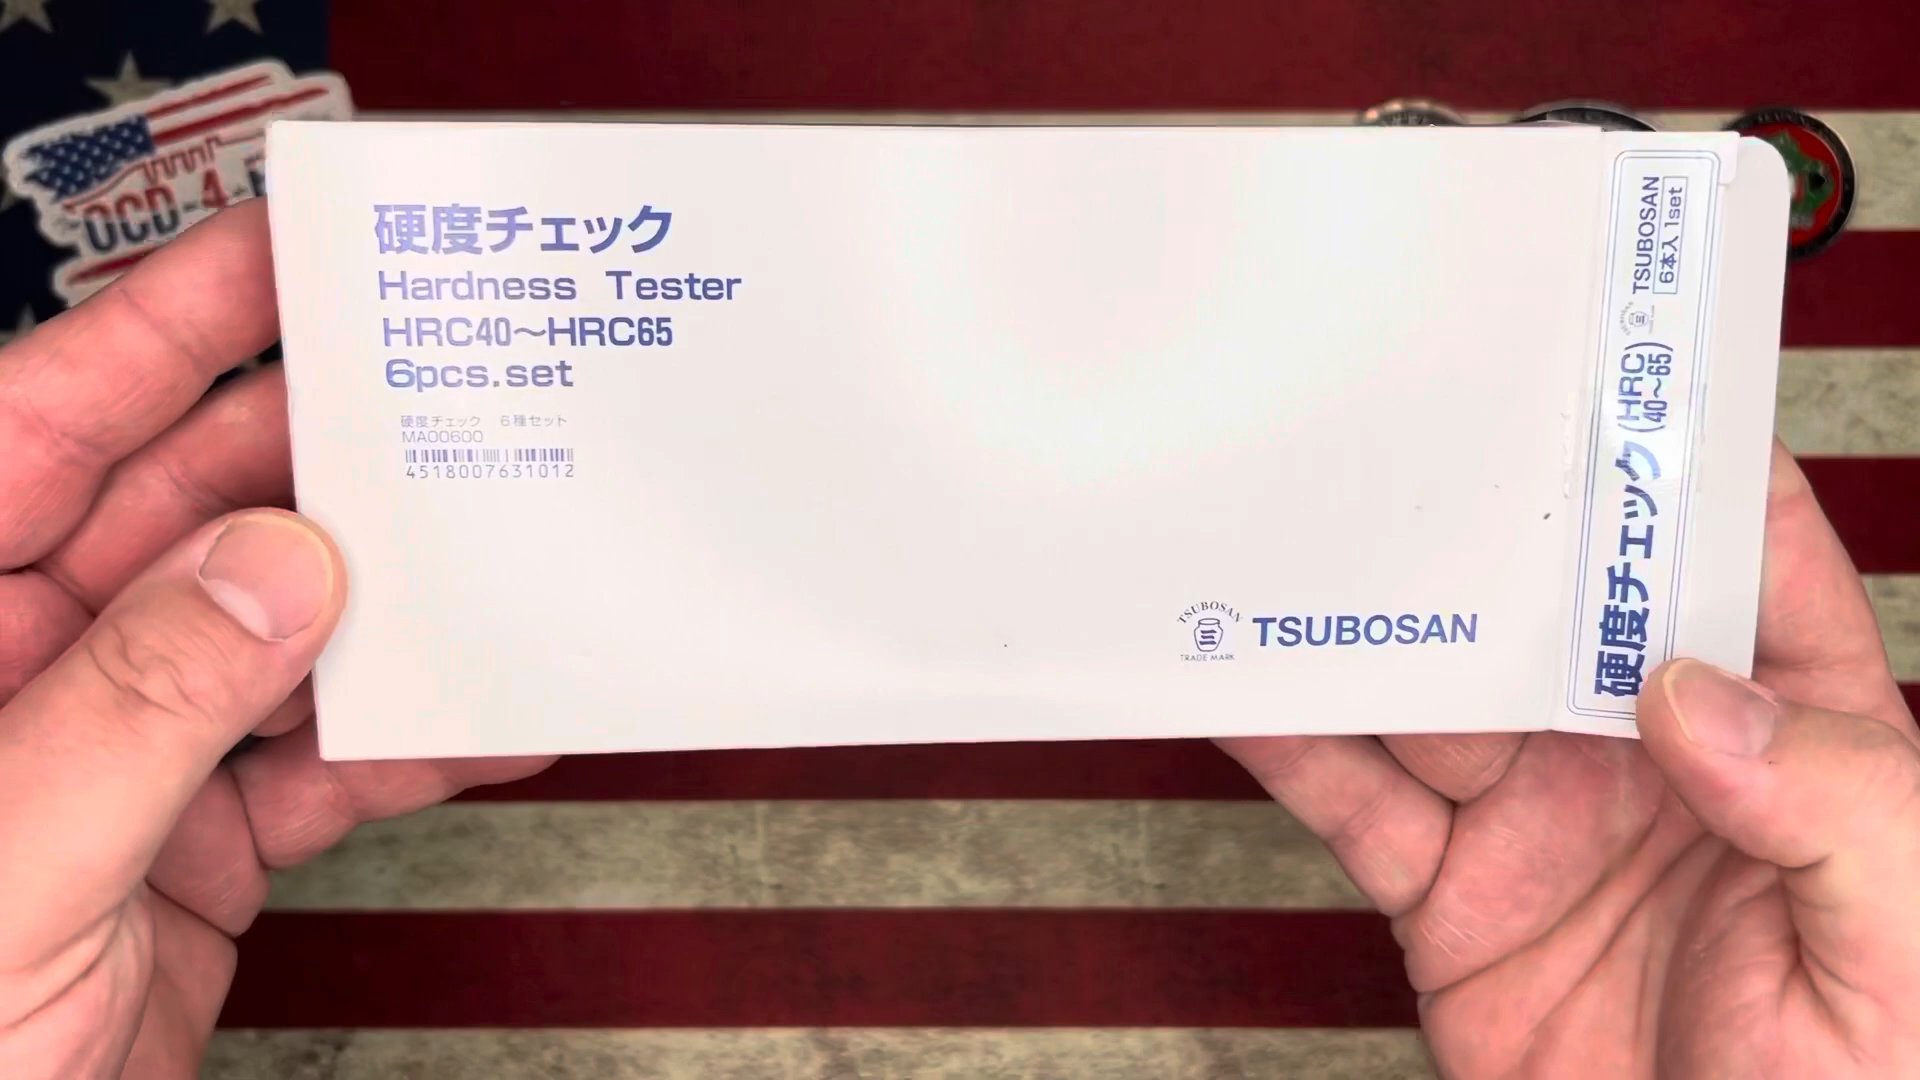 OCD-4-
硬度チェック
Hardness Tester
HRC40～HRC65
6pcs.set
硬度チェック 6種セット
MA00600
4518007631012
TSUBOSAN
TRADE MARK
TSUBOSAN
硬度チェック(HRC)
40～65
TSUBOSAN
6本入 1set